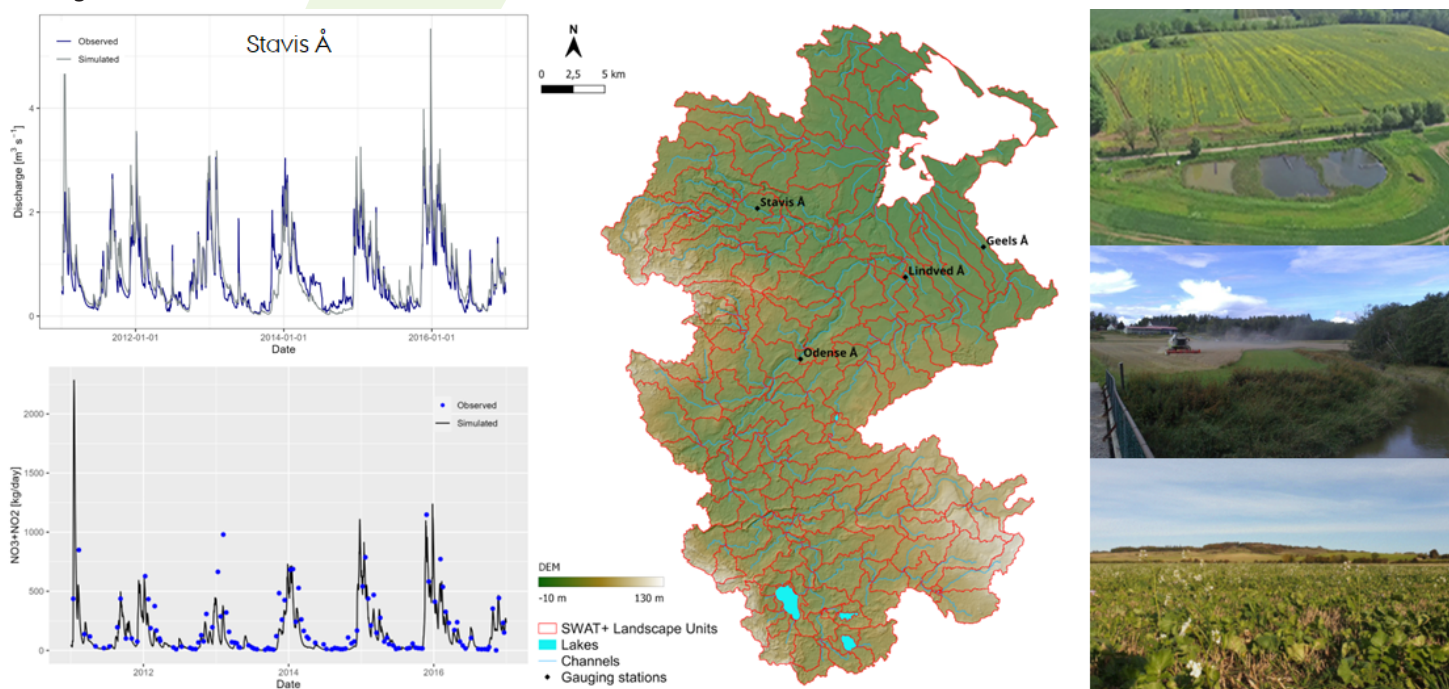 Stavis Å
Observed
Simulated
Discharge [m³ s⁻¹]
4
2
0
2012-01-01
2014-01-01
2016-01-01
Date
Observed
Simulated
NO3+NO2 [kg/day]
2000
1500
1000
500
0
2012
2014
2016
Date
N
0 2,5 5 km
Stavis Å
Geels Å
Lindved Å
Odense Å
DEM
-10 m 130 m
SWAT+ Landscape Units
Lakes
Channels
Gauging stations